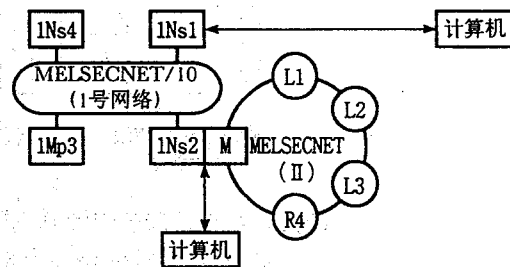 1Ns4
1Ns1
计算机
MELSECNET/10
(1号网络)
1Mp3
1Ns2
M
MELSECNET
(Ⅱ)
L1
L2
L3
R4
计算机